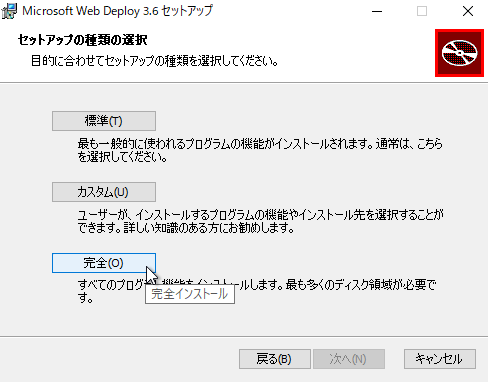 Microsoft Web Deploy 3.6 セットアップ
セットアップの種類の選択
目的に合わせてセットアップの種類を選択してください。
標準(T)
最も一般的に使われるプログラムの機能がインストールされます。通常は、こちら
を選択してください。
カスタム(U)
ユーザーが、インストールするプログラムの機能やインストール先を選択することが
できます。詳しい知識のある方にお勧めします。
完全(O)
すべてのプログ 機能をインストールします。最も多くのディスク領域が必要で
す。
完全インストール
戻る(B)
次へ(N)
キャンセル